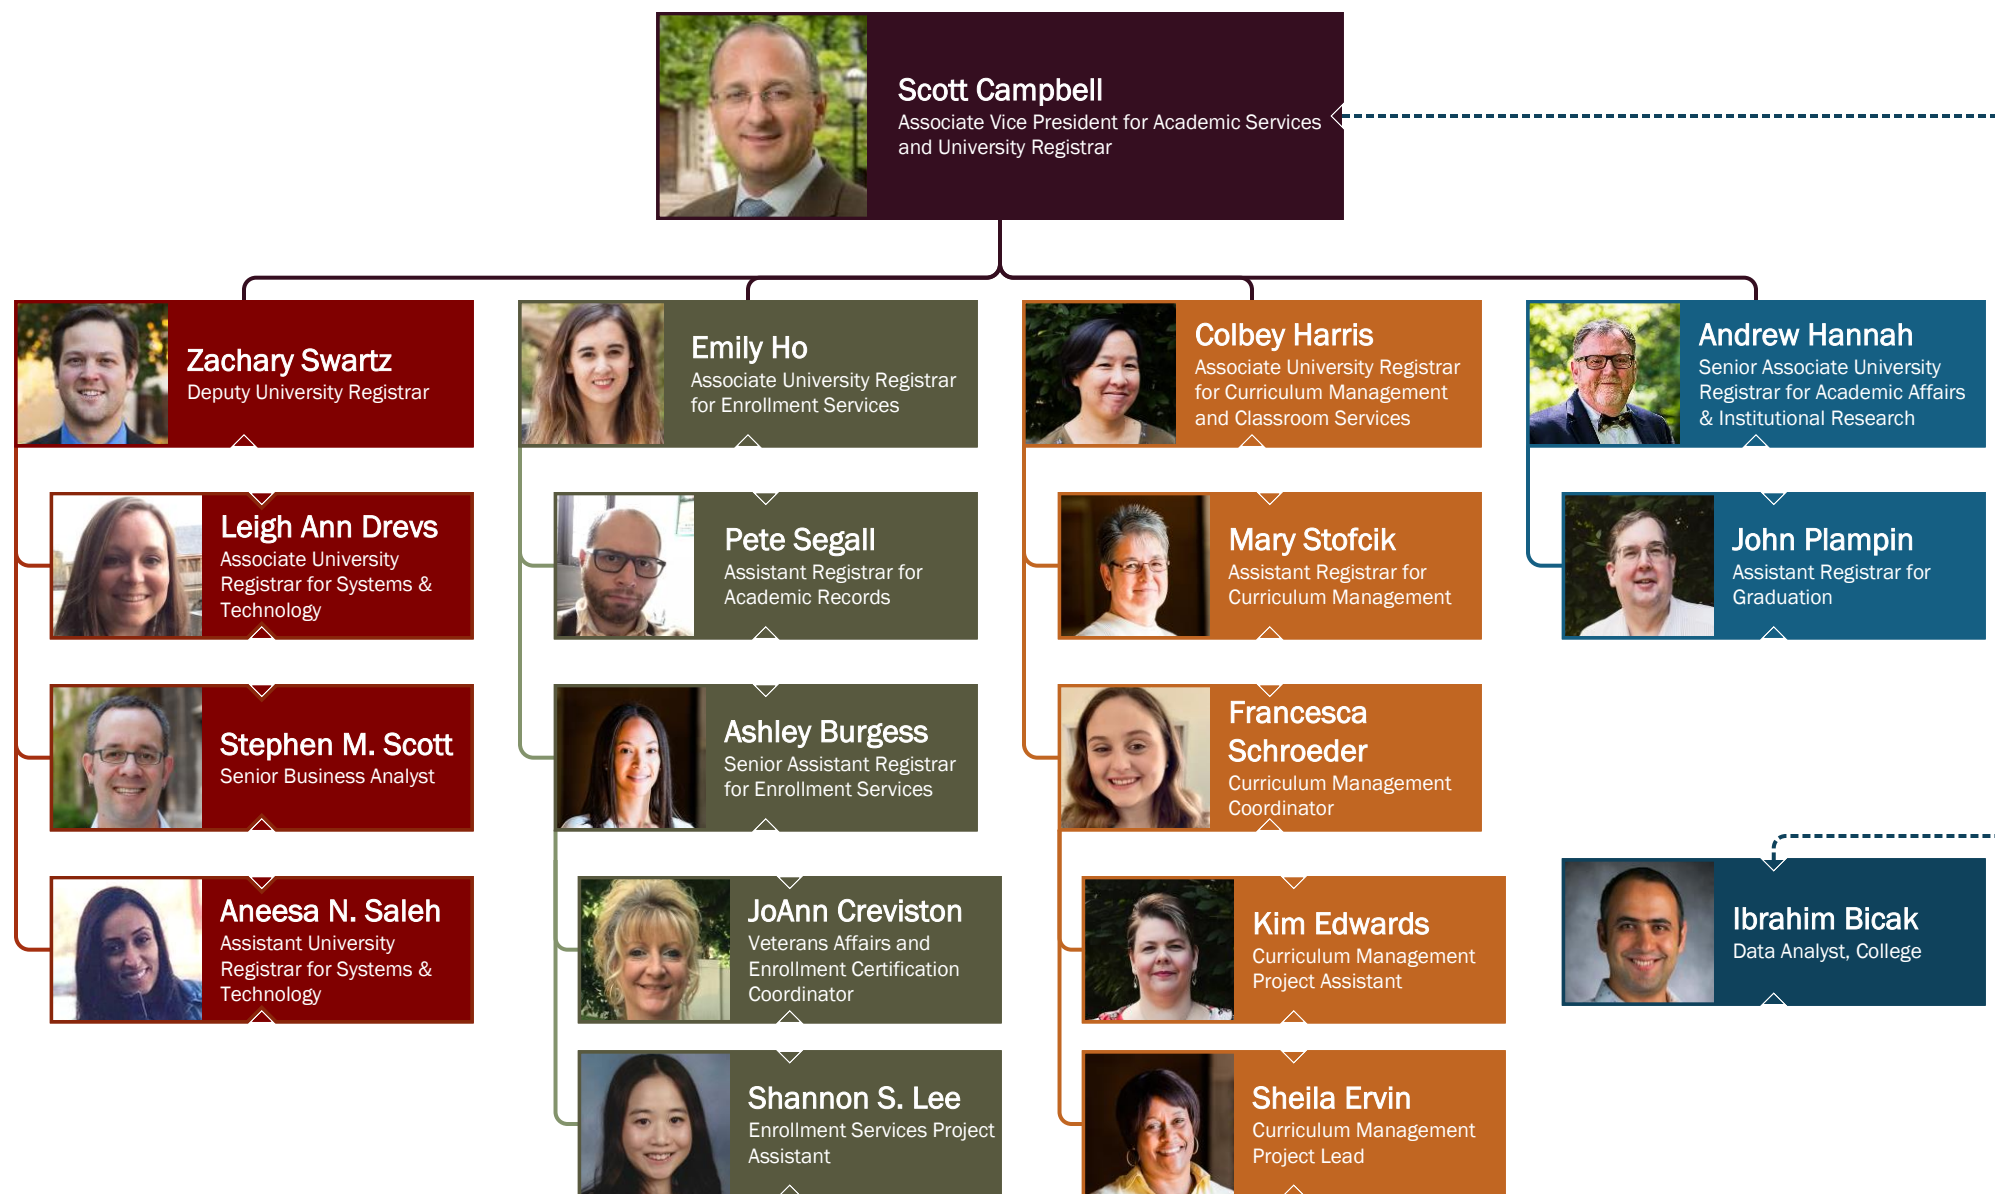 Scott Campbell
Associate Vice President for Academic Services
and University Registrar
Zachary Swartz
Deputy University Registrar
Emily Ho
Associate University Registrar
for Enrollment Services
Colbey Harris
Associate University Registrar
for Curriculum Management
and Classroom Services
Andrew Hannah
Senior Associate University
Registrar for Academic Affairs
& Institutional Research
Leigh Ann Drevs
Associate University
Registrar for Systems &
Technology
Pete Segall
Assistant Registrar for
Academic Records
Mary Stofcik
Assistant Registrar for
Curriculum Management
John Plampin
Assistant Registrar for
Graduation
Stephen M. Scott
Senior Business Analyst
Ashley Burgess
Senior Assistant Registrar
for Enrollment Services
Francesca
Schroeder
Curriculum Management
Coordinator
Aneesa N. Saleh
Assistant University
Registrar for Systems &
Technology
JoAnn Creviston
Veterans Affairs and
Enrollment Certification
Coordinator
Kim Edwards
Curriculum Management
Project Assistant
Ibrahim Bicak
Data Analyst, College
Shannon S. Lee
Enrollment Services Project
Assistant
Sheila Ervin
Curriculum Management
Project Lead